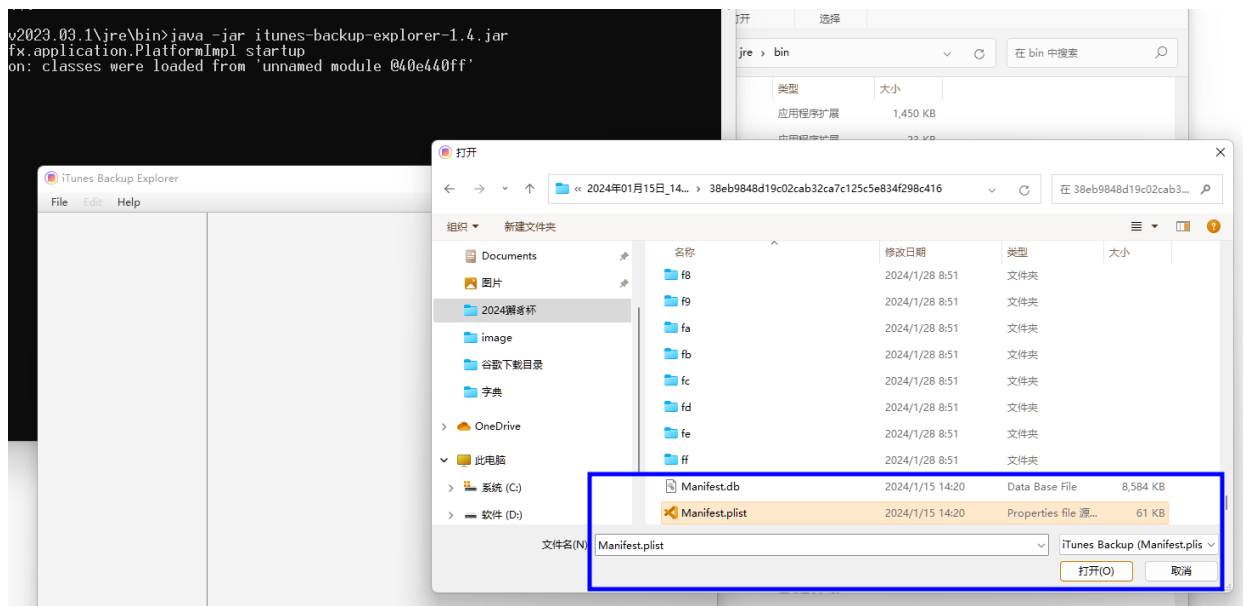 v2023.03.1\jre\bin>java -jar itunes-backup-explorer-1.4.jar
fx.application.PlatformImpl startup
on: classes were loaded from 'unnamed module @40e440ff'
打开 选择
jre › bin
在 bin 中搜索
类型 大小
应用程序扩展 1,450 KB
应用程序扩展 23 KB
iTunes Backup Explorer
File Edit Help
打开
« 2024年01月15日_14... › 38eb9848d19c02cab32ca7c125c5e834f298c416
在 38eb9848d19c02cab3...
组织 新建文件夹
名称 修改日期 类型 大小
Documents
图片
2024獬豸杯
image
谷歌下载目录
字典
OneDrive
此电脑
系统 (C:)
软件 (D:)
f8 2024/1/28 8:51 文件夹
f9 2024/1/28 8:51 文件夹
fa 2024/1/28 8:51 文件夹
fb 2024/1/28 8:51 文件夹
fc 2024/1/28 8:51 文件夹
fd 2024/1/28 8:51 文件夹
fe 2024/1/28 8:51 文件夹
ff 2024/1/28 8:51 文件夹
Manifest.db 2024/1/15 14:20 Data Base File 8,584 KB
Manifest.plist 2024/1/15 14:20 Properties file 源... 61 KB
文件名(N) Manifest.plist
iTunes Backup (Manifest.plis
打开(O) 取消